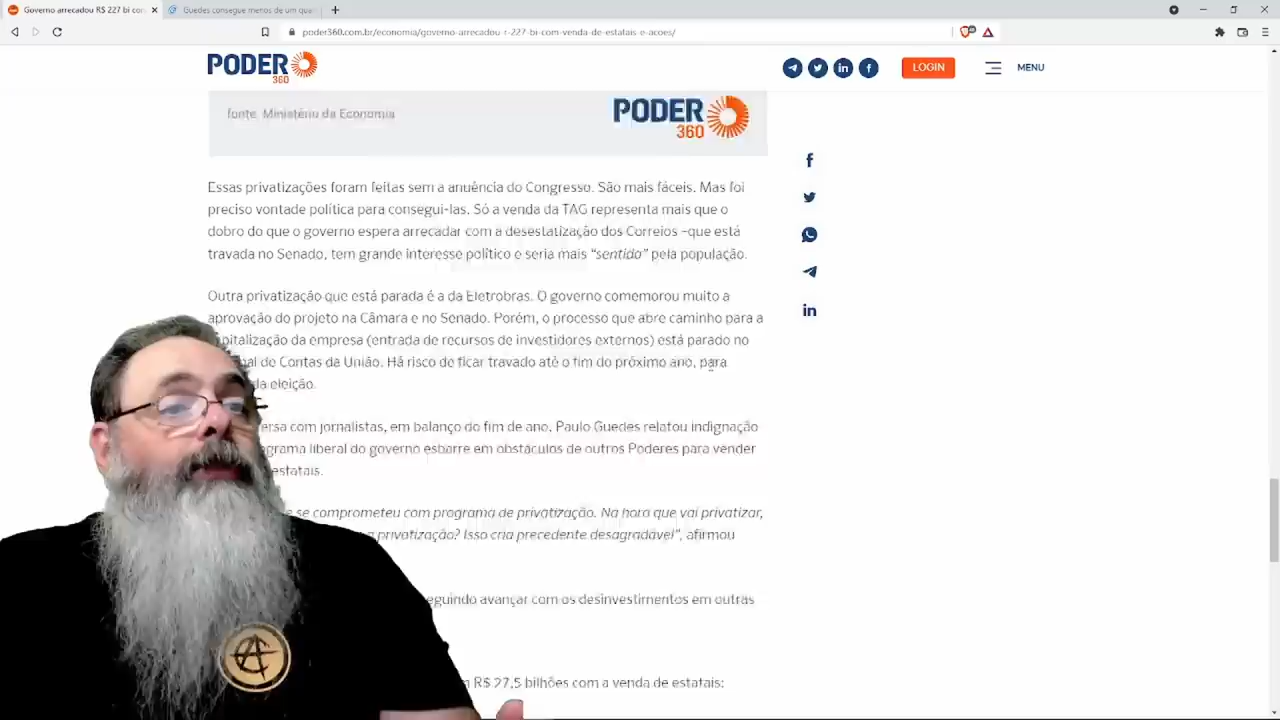 Governo arrecadou R$ 227 bi con
Guedes consegue menos de um qua
poder360.com.br/economia/governo-arrecadou-r-227-bi-com-venda-de-estatais-e-acoes/
PODER
360
LOGIN
MENU
fonte: Ministério da Economia
PODER
360
Essas privatizações foram feitas sem a anuência do Congresso. São mais fáceis. Mas foi
preciso vontade política para consegui-las. Só a venda da TAG representa mais que o
dobro do que o governo espera arrecadar com a desestatização dos Correios –que está
travada no Senado, tem grande interesse político e seria mais “sentida” pela população.
Outra privatização que está parada é a da Eletrobras. O governo comemorou muito a
aprovação do projeto na Câmara e no Senado. Porém, o processo que abre caminho para a
capitalização da empresa (entrada de recursos de investidores externos) está parado no
nal de Contas da União. Há risco de ficar travado até o fim do próximo ano, para
da eleição.
ersa com jornalistas, em balanço do fim de ano, Paulo Guedes relatou indignação
grama liberal do governo esbarre em obstáculos de outros Poderes para vender
estatais.
e se comprometeu com programa de privatização. Na hora que vai privatizar,
a privatização? Isso cria precedente desagradável”, afirmou
eguindo avançar com os desinvestimentos em outras
R$ 27,5 bilhões com a venda de estatais: